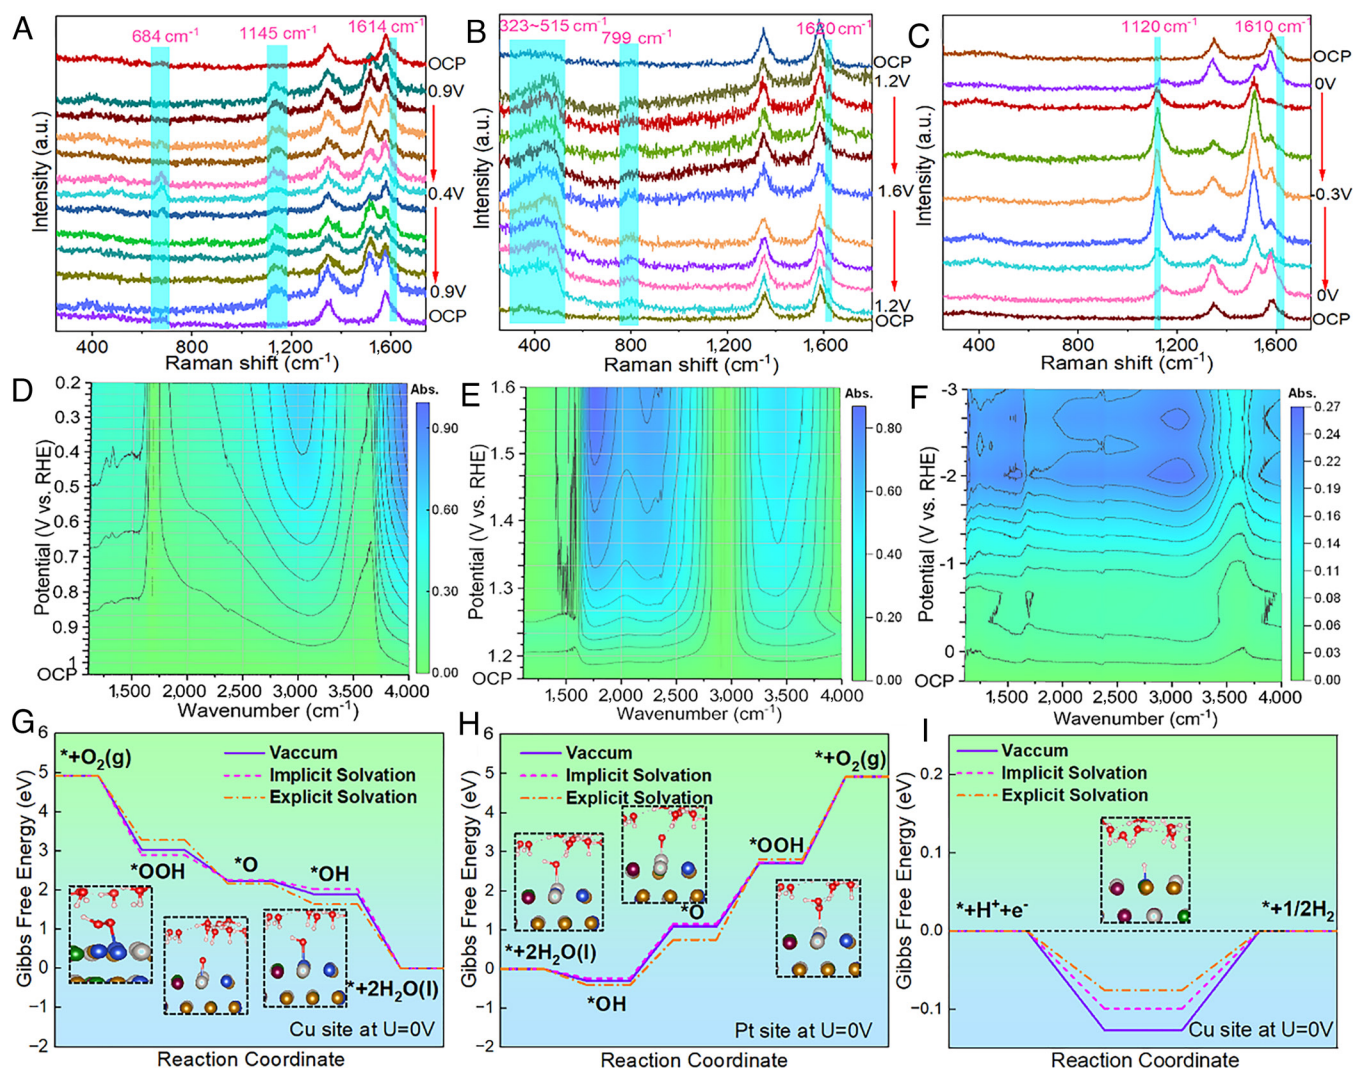 A
684 cm⁻¹
1145 cm⁻¹
1614 cm⁻¹
OCP
0.9V
0.4V
0.9V
OCP
Intensity (a.u.)
400
800
1,200
1,600
Raman shift (cm⁻¹)
B
323~515 cm⁻¹
799 cm⁻¹
1620 cm⁻¹
OCP
1.2V
1.6V
1.2V
OCP
Intensity (a.u.)
400
800
1,200
1,600
Raman shift (cm⁻¹)
C
1120 cm⁻¹
1610 cm⁻¹
OCP
0V
-0.3V
0V
OCP
Intensity (a.u.)
400
800
1,200
1,600
Raman shift (cm⁻¹)
D
Abs.
0.2
0.3
0.4
0.5
0.6
0.7
0.8
0.9
1
OCP
Potential (V vs. RHE)
0.90
0.60
0.30
0.00
1,500
2,000
2,500
3,000
3,500
4,000
Wavenumber (cm⁻¹)
E
Abs.
1.6
1.5
1.4
1.3
1.2
OCP
Potential (V vs. RHE)
0.80
0.60
0.40
0.20
0.00
1,500
2,000
2,500
3,000
3,500
4,000
Wavenumber (cm⁻¹)
F
Abs.
-3
-2
-1
0
OCP
Potential (V vs. RHE)
0.27
0.24
0.22
0.19
0.16
0.14
0.11
0.08
0.06
0.03
0.00
1,500
2,000
2,500
3,000
3,500
4,000
Wavenumber (cm⁻¹)
G
6
5
4
3
2
1
0
−1
−2
Gibbs Free Energy (eV)
*+O₂(g)
Vaccum
Implicit Solvation
Explicit Solvation
*OOH
*O
*OH
*+2H₂O(l)
Cu site at U=0V
Reaction Coordinate
H
6
5
4
3
2
1
0
−1
−2
Gibbs Free Energy (eV)
Vaccum
Implicit Solvation
Explicit Solvation
*+O₂(g)
*OOH
*O
*+2H₂O(l)
*OH
Pt site at U=0V
Reaction Coordinate
I
0.2
0.1
0.0
−0.1
Gibbs Free Energy (eV)
Vaccum
Implicit Solvation
Explicit Solvation
*+H⁺+e⁻
*+1/2H₂
Cu site at U=0V
Reaction Coordinate